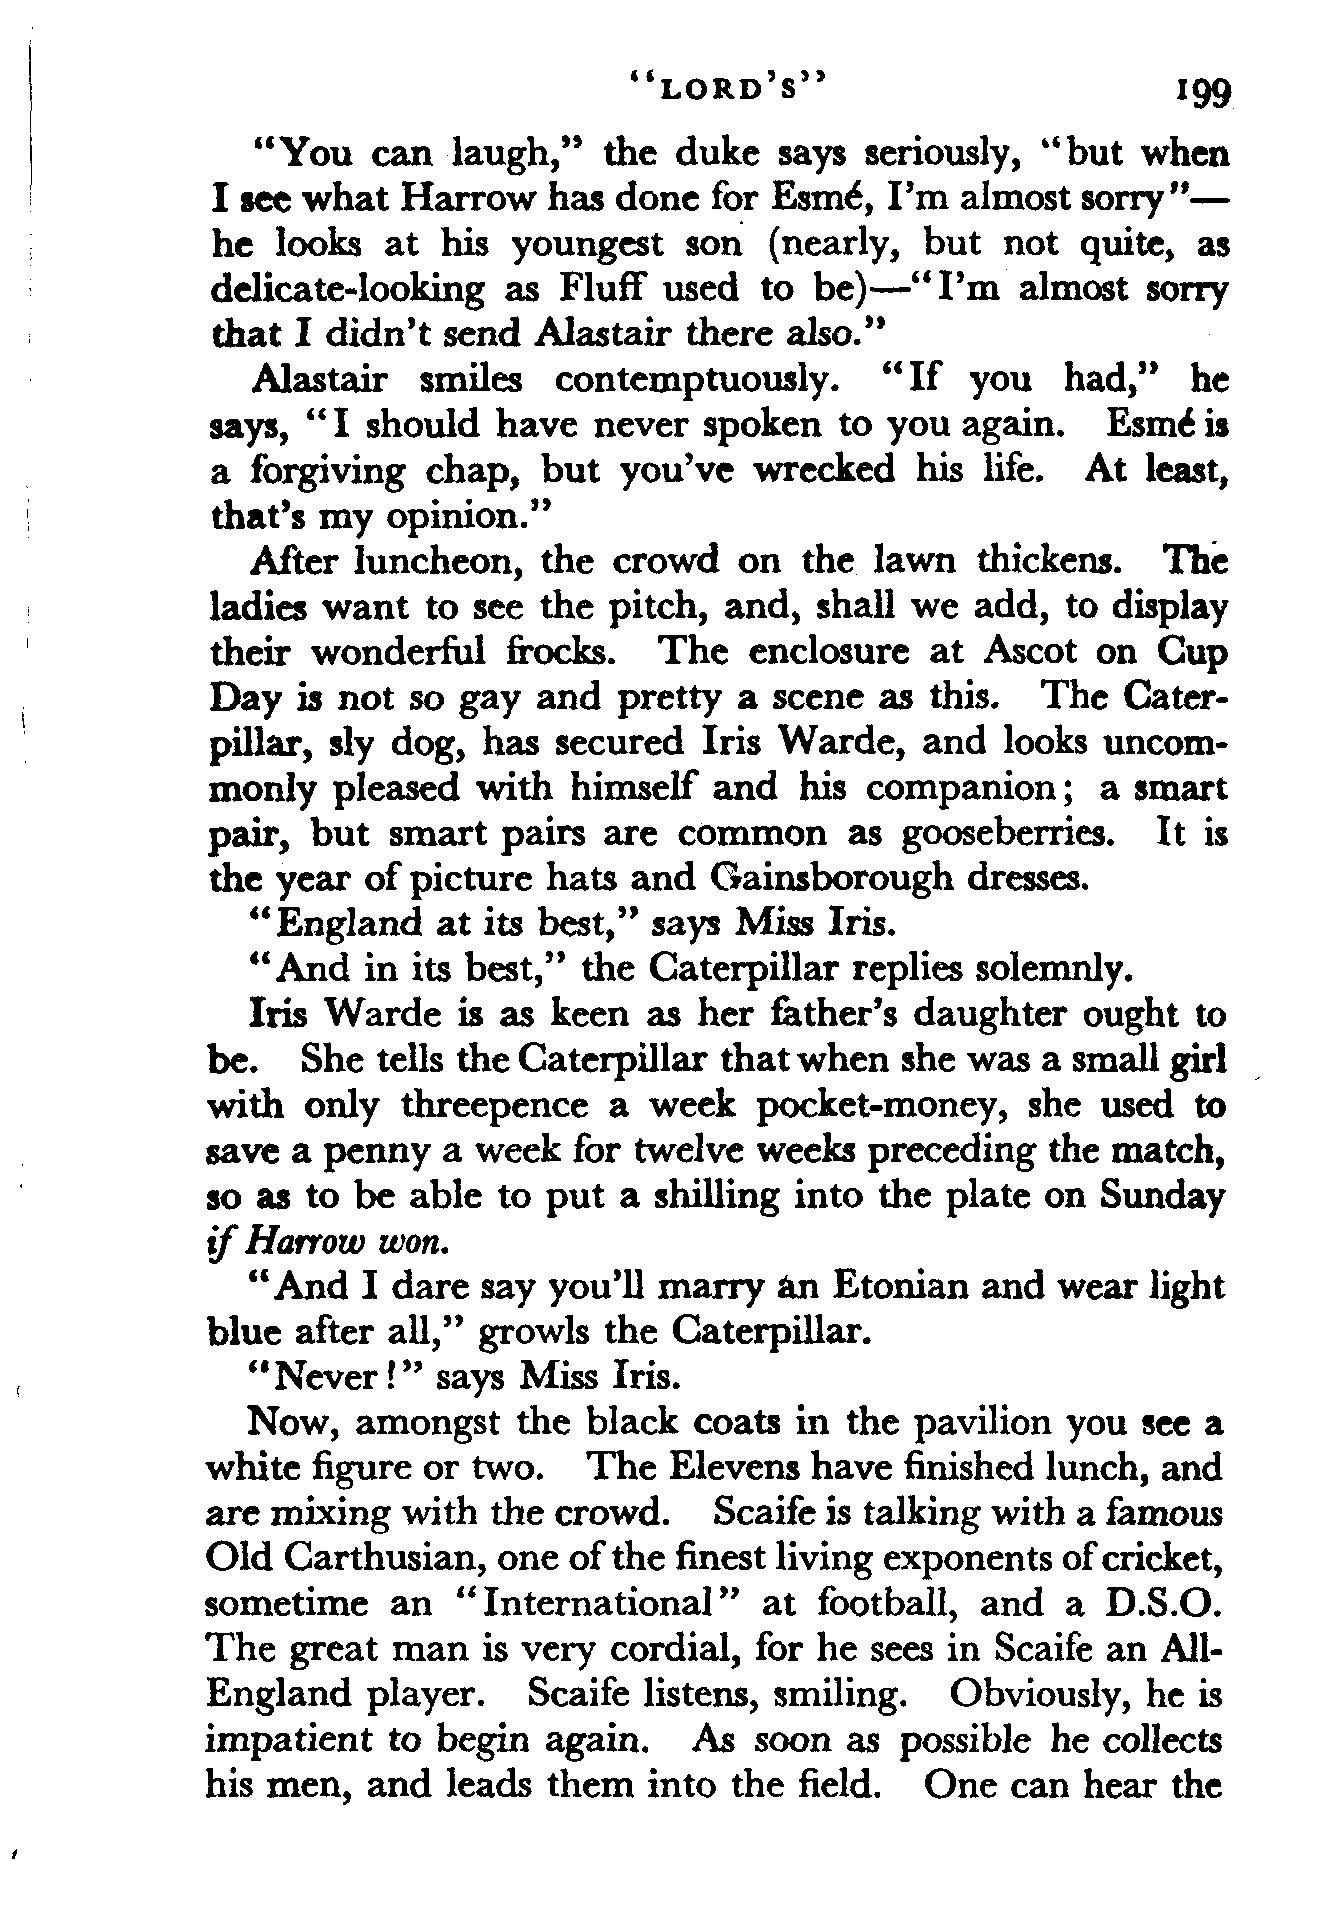 “LORD’S” 199
“You can laugh,” the duke says seriously, “but when
I see what Harrow has done for Esmé, I’m almost sorry”—
he looks at his youngest son (nearly, but not quite, as
delicate-looking as Fluff used to be)—“I’m almost sorry
that I didn’t send Alastair there also.”
Alastair smiles contemptuously. “If you had,” he
says, “I should have never spoken to you again. Esmé is
a forgiving chap, but you’ve wrecked his life. At least,
that’s my opinion.”
After luncheon, the crowd on the lawn thickens. The
ladies want to see the pitch, and, shall we add, to display
their wonderful frocks. The enclosure at Ascot on Cup
Day is not so gay and pretty a scene as this. The Cater-
pillar, sly dog, has secured Iris Warde, and looks uncom-
monly pleased with himself and his companion; a smart
pair, but smart pairs are common as gooseberries. It is
the year of picture hats and Gainsborough dresses.
“England at its best,” says Miss Iris.
“And in its best,” the Caterpillar replies solemnly.
Iris Warde is as keen as her father’s daughter ought to
be. She tells the Caterpillar that when she was a small girl
with only threepence a week pocket-money, she used to
save a penny a week for twelve weeks preceding the match,
so as to be able to put a shilling into the plate on Sunday
if Harrow won.
“And I dare say you’ll marry an Etonian and wear light
blue after all,” growls the Caterpillar.
“Never!” says Miss Iris.
Now, amongst the black coats in the pavilion you see a
white figure or two. The Elevens have finished lunch, and
are mixing with the crowd. Scaife is talking with a famous
Old Carthusian, one of the finest living exponents of cricket,
sometime an “International” at football, and a D.S.O.
The great man is very cordial, for he sees in Scaife an All-
England player. Scaife listens, smiling. Obviously, he is
impatient to begin again. As soon as possible he collects
his men, and leads them into the field. One can hear the